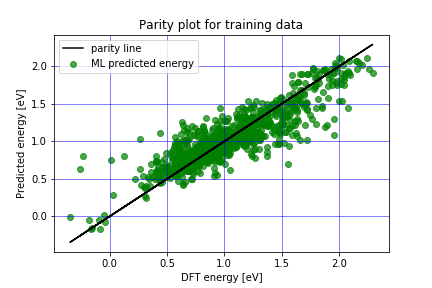 Parity plot for training data
parity line
ML predicted energy
Predicted energy [eV]
2.0
1.5
1.0
0.5
0.0
0.0 0.5 1.0 1.5 2.0
DFT energy [eV]